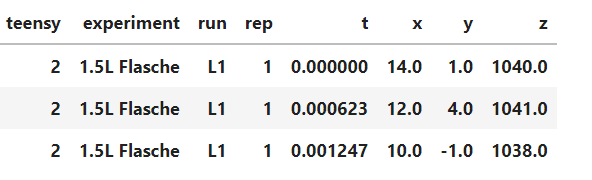 teensy experiment run rep t x y z
2 1.5L Flasche L1 1 0.000000 14.0 1.0 1040.0
2 1.5L Flasche L1 1 0.000623 12.0 4.0 1041.0
2 1.5L Flasche L1 1 0.001247 10.0 -1.0 1038.0